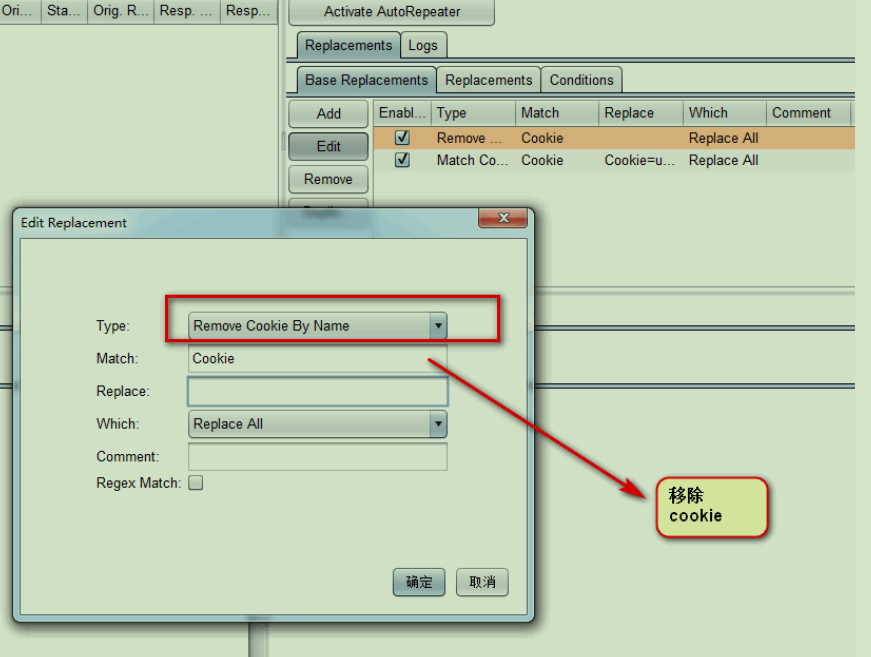 Ori... Sta... Orig. R... Resp. ... Resp...
Activate AutoRepeater
Replacements Logs
Base Replacements Replacements Conditions
Add Enabl... Type Match Replace Which Comment
Remove ... Cookie Replace All
Edit
Match Co... Cookie Cookie=u... Replace All
Remove
Edit Replacement
Type: Remove Cookie By Name
Match: Cookie
Replace:
Which: Replace All
Comment:
Regex Match:
移除
cookie
确定 取消